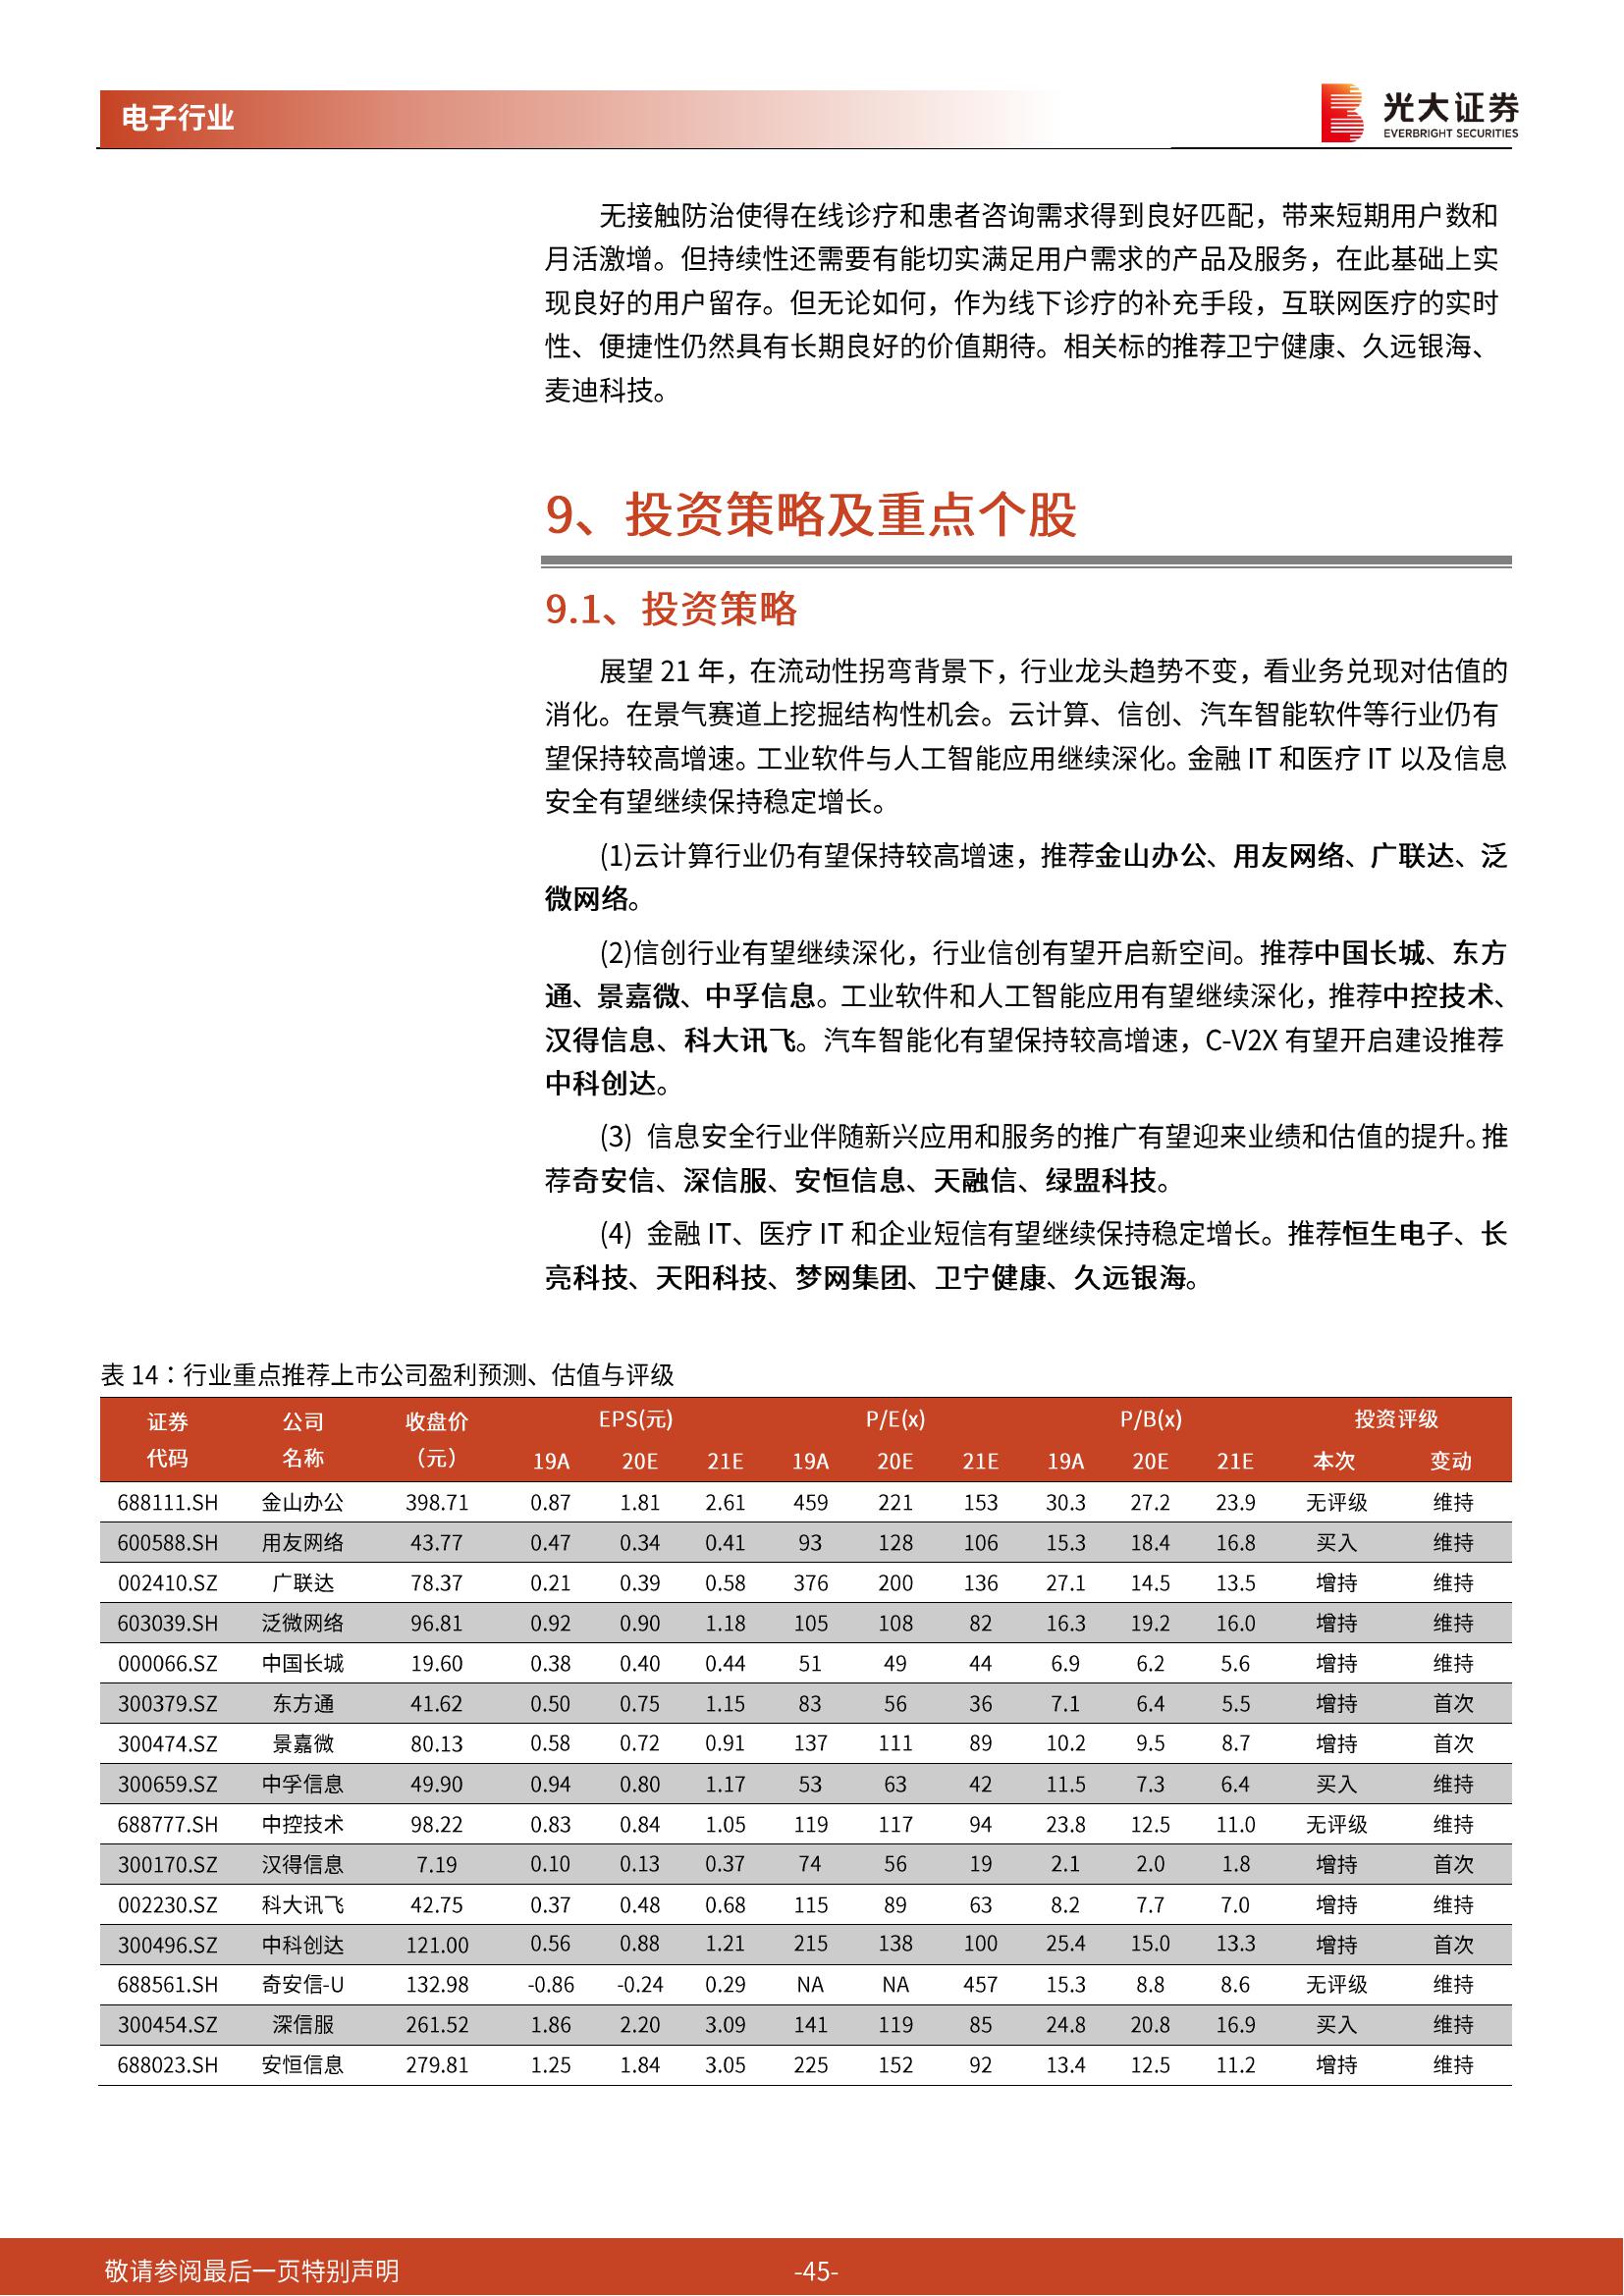 电子行业
光大证券
EVERBRIGHT SECURITIES
无接触防治使得在线诊疗和患者咨询需求得到良好匹配，带来短期用户数和
月活激增。但持续性还需要有能切实满足用户需求的产品及服务，在此基础上实
现良好的用户留存。但无论如何，作为线下诊疗的补充手段，互联网医疗的实时
性、便捷性仍然具有长期良好的价值期待。相关标的推荐卫宁健康、久远银海、
麦迪科技。
9、投资策略及重点个股
9.1、投资策略
展望 21 年，在流动性拐弯背景下，行业龙头趋势不变，看业务兑现对估值的
消化。在景气赛道上挖掘结构性机会。云计算、信创、汽车智能软件等行业仍有
望保持较高增速。工业软件与人工智能应用继续深化。金融 IT 和医疗 IT 以及信息
安全有望继续保持稳定增长。
(1)云计算行业仍有望保持较高增速，推荐金山办公、用友网络、广联达、泛
微网络。
(2)信创行业有望继续深化，行业信创有望开启新空间。推荐中国长城、东方
通、景嘉微、中孚信息。工业软件和人工智能应用有望继续深化，推荐中控技术、
汉得信息、科大讯飞。汽车智能化有望保持较高增速，C-V2X 有望开启建设推荐
中科创达。
(3) 信息安全行业伴随新兴应用和服务的推广有望迎来业绩和估值的提升。推
荐奇安信、深信服、安恒信息、天融信、绿盟科技。
(4) 金融 IT、医疗 IT 和企业短信有望继续保持稳定增长。推荐恒生电子、长
亮科技、天阳科技、梦网集团、卫宁健康、久远银海。
表 14：行业重点推荐上市公司盈利预测、估值与评级
证券 公司 收盘价 EPS(元) P/E(x) P/B(x) 投资评级
代码 名称 （元） 19A 20E 21E 19A 20E 21E 19A 20E 21E 本次 变动
688111.SH 金山办公 398.71 0.87 1.81 2.61 459 221 153 30.3 27.2 23.9 无评级 维持
600588.SH 用友网络 43.77 0.47 0.34 0.41 93 128 106 15.3 18.4 16.8 买入 维持
002410.SZ 广联达 78.37 0.21 0.39 0.58 376 200 136 27.1 14.5 13.5 增持 维持
603039.SH 泛微网络 96.81 0.92 0.90 1.18 105 108 82 16.3 19.2 16.0 增持 维持
000066.SZ 中国长城 19.60 0.38 0.40 0.44 51 49 44 6.9 6.2 5.6 增持 维持
300379.SZ 东方通 41.62 0.50 0.75 1.15 83 56 36 7.1 6.4 5.5 增持 首次
300474.SZ 景嘉微 80.13 0.58 0.72 0.91 137 111 89 10.2 9.5 8.7 增持 首次
300659.SZ 中孚信息 49.90 0.94 0.80 1.17 53 63 42 11.5 7.3 6.4 买入 维持
688777.SH 中控技术 98.22 0.83 0.84 1.05 119 117 94 23.8 12.5 11.0 无评级 维持
300170.SZ 汉得信息 7.19 0.10 0.13 0.37 74 56 19 2.1 2.0 1.8 增持 首次
002230.SZ 科大讯飞 42.75 0.37 0.48 0.68 115 89 63 8.2 7.7 7.0 增持 维持
300496.SZ 中科创达 121.00 0.56 0.88 1.21 215 138 100 25.4 15.0 13.3 增持 首次
688561.SH 奇安信-U 132.98 -0.86 -0.24 0.29 NA NA 457 15.3 8.8 8.6 无评级 维持
300454.SZ 深信服 261.52 1.86 2.20 3.09 141 119 85 24.8 20.8 16.9 买入 维持
688023.SH 安恒信息 279.81 1.25 1.84 3.05 225 152 92 13.4 12.5 11.2 增持 维持
敬请参阅最后一页特别声明 -45-